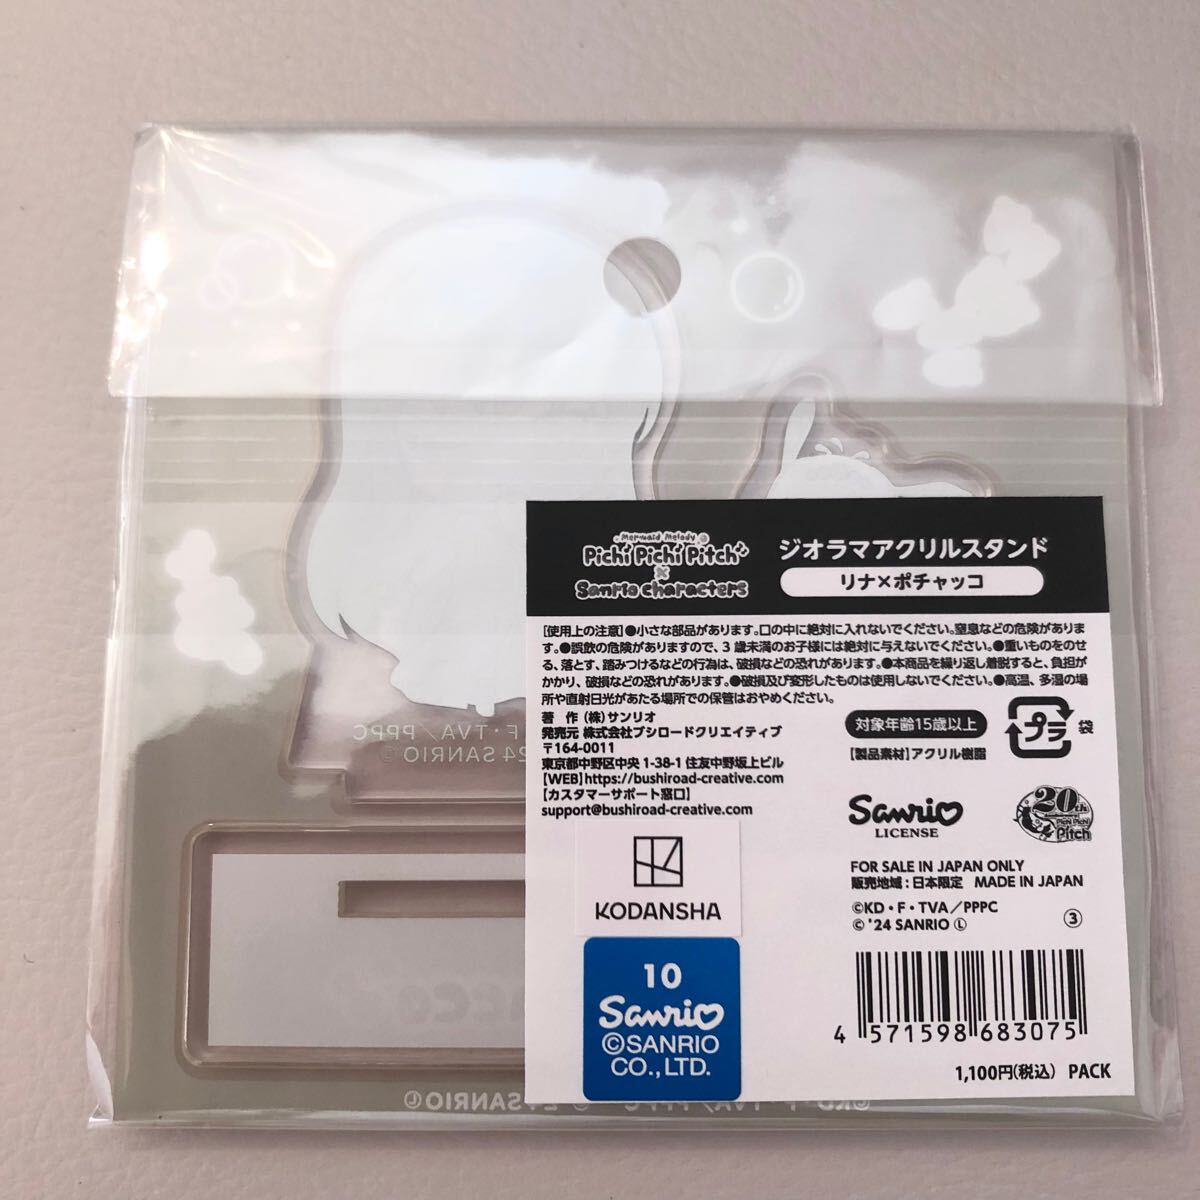 Mermaid Melody
Pichi Pichi Pitch
×
Sanrio characters
ジオラマアクリルスタンド
リナ×ポチャッコ
【使用上の注意】●小さな部品があります。口の中に絶対に入れないでください。窒息などの危険がありま
す。●誤飲の危険がありますので、3歳未満のお子様には絶対に与えないでください。●重いものをのせ
る、落とす、踏みつけるなどの行為は、破損などの恐れがあります。●本商品を繰り返し着脱すると、負担が
かかり、破損などの恐れがあります。●破損及び変形したものは使用しないでください。●高温、多湿の場
所や直射日光があたる場所での保管はおやめください。
著　作 (株)サンリオ
発売元 株式会社ブシロードクリエイティブ
〒164-0011
東京都中野区中央 1-38-1 住友中野坂上ビル
【WEB】https://bushiroad-creative.com
【カスタマーサポート窓口】
support@bushiroad-creative.com
対象年齢15歳以上
【製品素材】アクリル樹脂
プラ
袋
Sanrio
LICENSE
20th
Pichi Pichi
Pitch
FOR SALE IN JAPAN ONLY
販売地域：日本限定　MADE IN JAPAN
©KD・F・TVA／PPPC
©'24 SANRIO Ⓛ
③
KODANSHA
10
Sanrio
©SANRIO
CO.,LTD.
4 571598 683075
1,100円(税込)　PACK
F・TVA／PPPC
24 SANRIO Ⓛ
ACCO
©KD・F・TVA／PPPC © '24 SANRIO Ⓛ